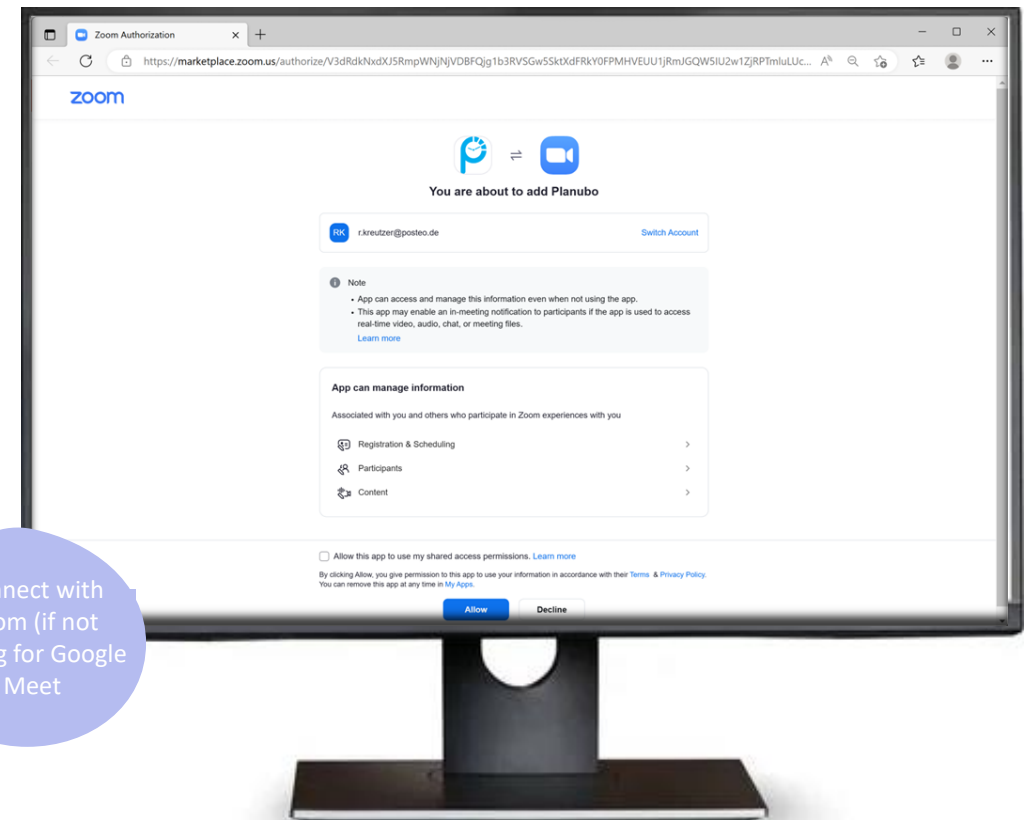 Zoom Authorization
https://marketplace.zoom.us/authorize/V3dRdkNxdXJ5RmpWNjNjVDBFQjg1b3RVSGw5SktXdFRkY0FPMHVEUU1jRmJGQW5IU2w1ZjRPTmluLUc...
zoom
You are about to add Planubo
RK r.kreutzer@posteo.de Switch Account
Note
• App can access and manage this information even when not using the app.
• This app may enable an in-meeting notification to participants if the app is used to access
real-time video, audio, chat, or meeting files.
Learn more
App can manage information
Associated with you and others who participate in Zoom experiences with you
Registration & Scheduling
Participants
Content
Allow this app to use my shared access permissions. Learn more
By clicking Allow, you give permission to this app to use your information in accordance with their Terms & Privacy Policy.
You can remove this app at any time in My Apps.
Allow Decline
nnect with
om (if not
g for Google
Meet